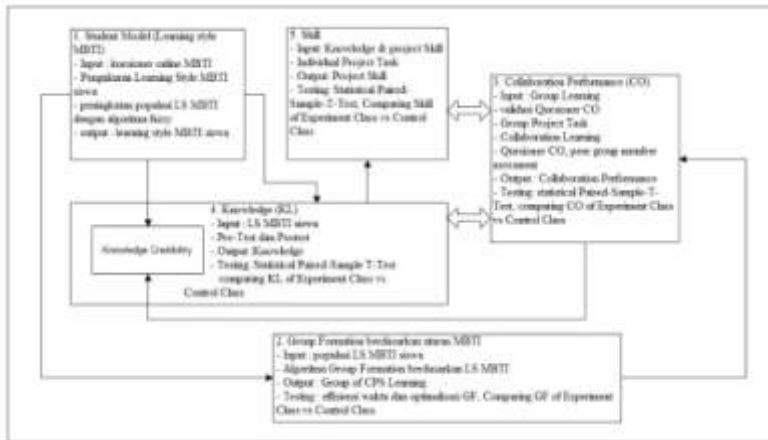 1. Student Model (Learning style
MBTI)
- Input : kuesioner online MBTI
- Pengukuran Learning Style MBTI
siswa
- peningkatan populasi LS MBTI
dengan algoritma fuzzy
- output : learning style MBTI siswa
5. Skill
- Input: Knowledge & project Skill
- Individual Project Task
- Output: Project Skill
- Testing: Statistical Paired-
Sample-T-Test, Comparing Skill
of Experiment Class vs Control
Class
3. Collaboration Performance (CO)
- Input : Group Learning
- validasi Quesioner CO
- Group Project Task
- Collaboration Learning
- Quesioner CO, peer group member
- Output : Collaboration Performance
- Testing: statistical Paired-Sample-T-
Test, comparing CO of Experiment Class
vs Control Class
4. Knowledge (KL)
- Input : LS MBTI siswa
- Pre-Test dan Postest
- Output: Knowledge
- Testing: Statistical Paired-Sample T-Test
comparing KL of Experiment Class vs
Control Class
Knowledge Credibility
2. Group Formation berdasarkan aturan MBTI
- Input : populasi LS MBTI siswa
- Algoritma Group Formation berdasarkan LS MBTI
- Output : Group of CPS Learning
- Testing : efisiensi waktu dan optimalisasi GF, Comparing GF of Experiment
Class vs Control Class